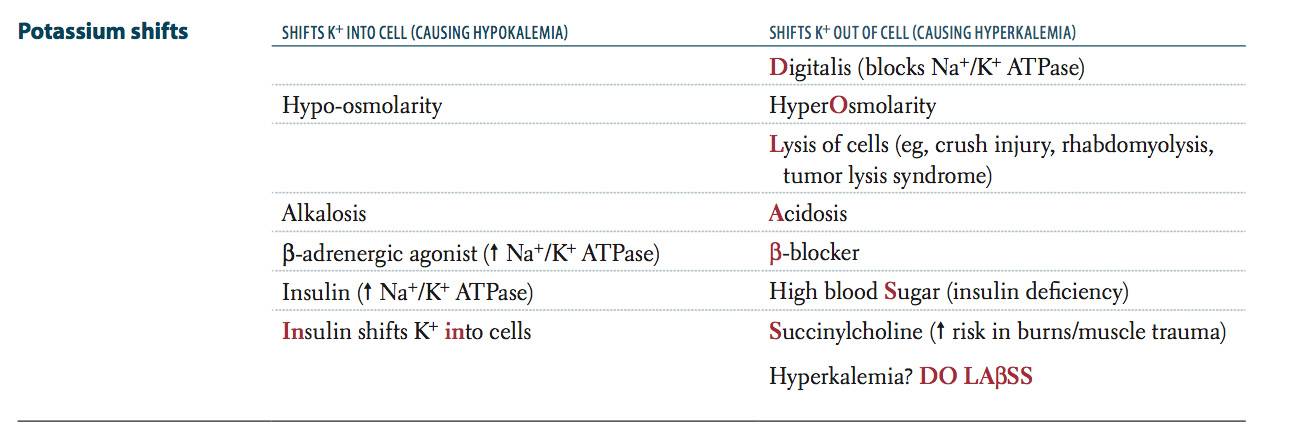 Potassium shifts
SHIFTS K⁺ INTO CELL (CAUSING HYPOKALEMIA)
SHIFTS K⁺ OUT OF CELL (CAUSING HYPERKALEMIA)
Digitalis (blocks Na⁺/K⁺ ATPase)
Hypo-osmolarity
HyperOsmolarity
Lysis of cells (eg, crush injury, rhabdomyolysis,
tumor lysis syndrome)
Alkalosis
Acidosis
β-adrenergic agonist (↑ Na⁺/K⁺ ATPase)
β-blocker
Insulin (↑ Na⁺/K⁺ ATPase)
High blood Sugar (insulin deficiency)
Insulin shifts K⁺ into cells
Succinylcholine (↑ risk in burns/muscle trauma)
Hyperkalemia? DO LAβSS